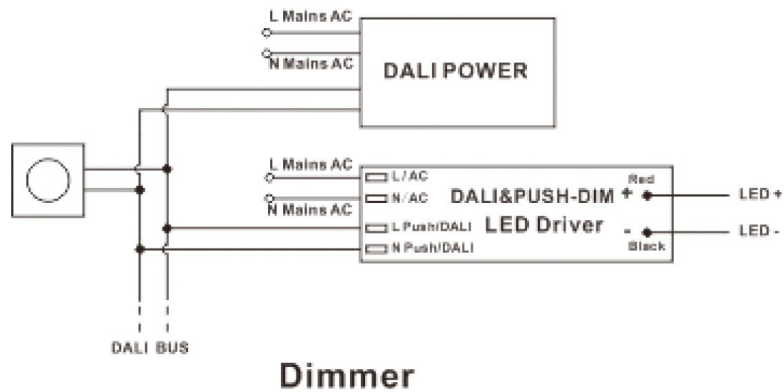 L Mains AC
N Mains AC
DALI POWER
L Mains AC
N Mains AC
L/AC
N/AC
L Push/DALI
N Push/DALI
DALI&PUSH-DIM
LED Driver
Red
+
-
Black
LED +
LED -
DALI BUS
Dimmer